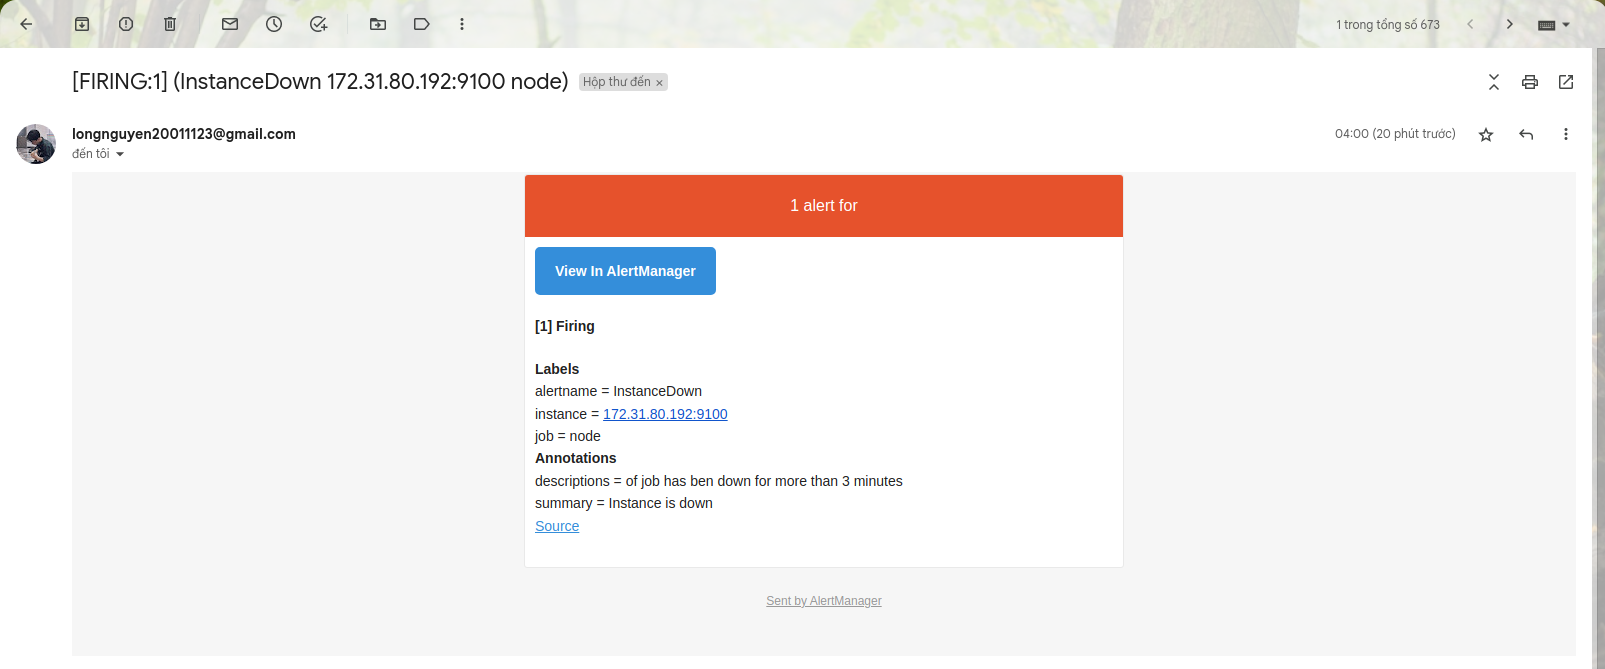 1 trong tổng số 673
[FIRING:1] (InstanceDown 172.31.80.192:9100 node) Hộp thư đến ×
longnguyen20011123@gmail.com
04:00 (20 phút trước)
đến tôi
1 alert for
View In AlertManager
[1] Firing
Labels
alertname = InstanceDown
instance = 172.31.80.192:9100
job = node
Annotations
descriptions = of job has ben down for more than 3 minutes
summary = Instance is down
Source
Sent by AlertManager